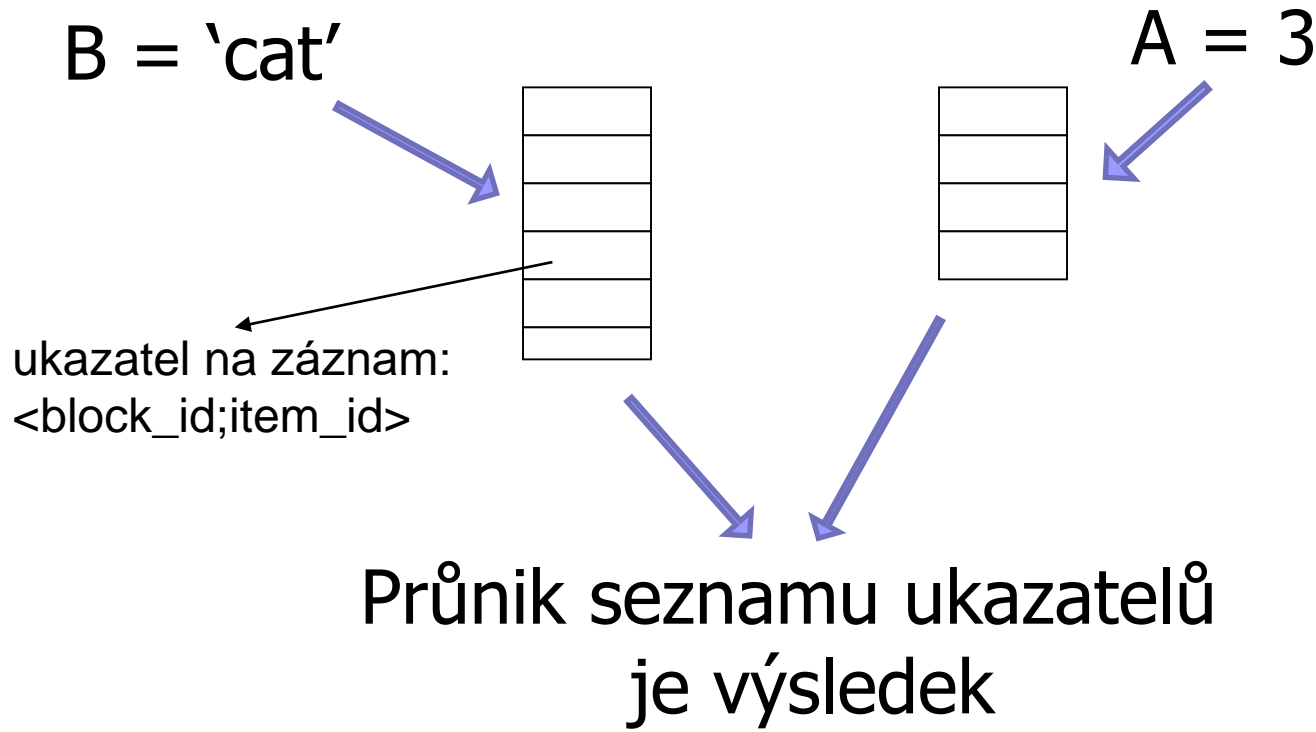 B = ‘cat’
A = 3
ukazatel na záznam:
<block_id;item_id>
Průnik seznamu ukazatelů
je výsledek